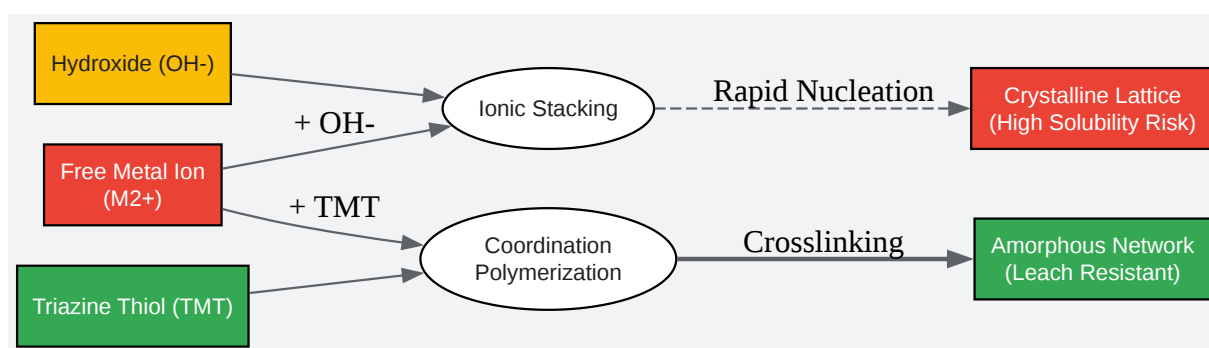 Hydroxide (OH-)
+ OH-
Free Metal Ion
(M2+)
+ TMT
Triazine Thiol (TMT)
Ionic Stacking
Coordination
Polymerization
Rapid Nucleation
Crosslinking
Crystalline Lattice
(High Solubility Risk)
Amorphous Network
(Leach Resistant)